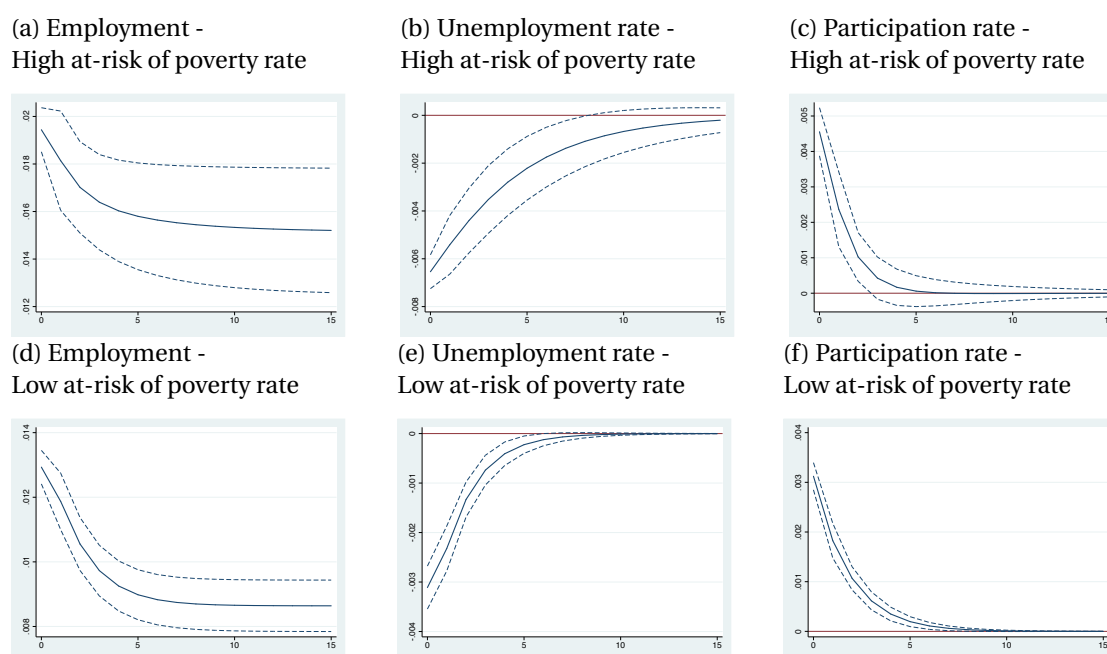 (a) Employment -
High at-risk of poverty rate
(b) Unemployment rate -
High at-risk of poverty rate
(c) Participation rate -
High at-risk of poverty rate
.02
.018
.016
.014
.012
0 5 10 15
0
-.002
-.004
-.006
-.008
0 5 10 15
.005
.004
.003
.002
.001
0
0 5 10 15
(d) Employment -
Low at-risk of poverty rate
(e) Unemployment rate -
Low at-risk of poverty rate
(f) Participation rate -
Low at-risk of poverty rate
.014
.012
.01
.008
0 5 10 15
0
-.001
-.002
-.003
-.004
0 5 10 15
.004
.003
.002
.001
0
0 5 10 15